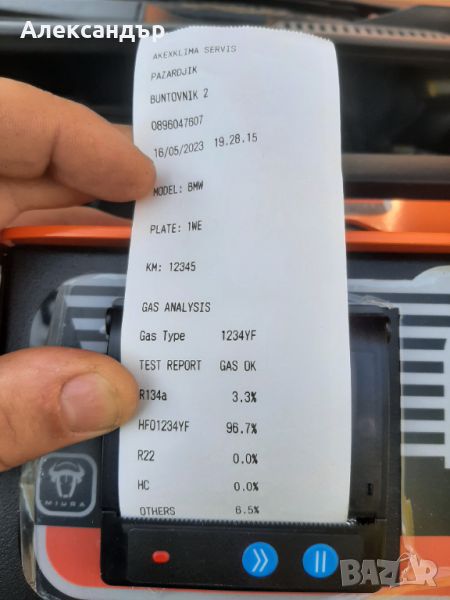 Александър
AKEXKLIMA SERVIS
PAZARDJIK
BUNTOVNIK 2
0896047607
16/05/2023 19.28.15
MODEL: BMW
PLATE: 1WE
KM: 12345
GAS ANALYSIS
Gas Type 1234YF
TEST REPORT GAS OK
R134a 3.3%
HFO1234YF 96.7%
R22 0.0%
HC 0.0%
OTHERS 6.5%
MIURA
BAZAR